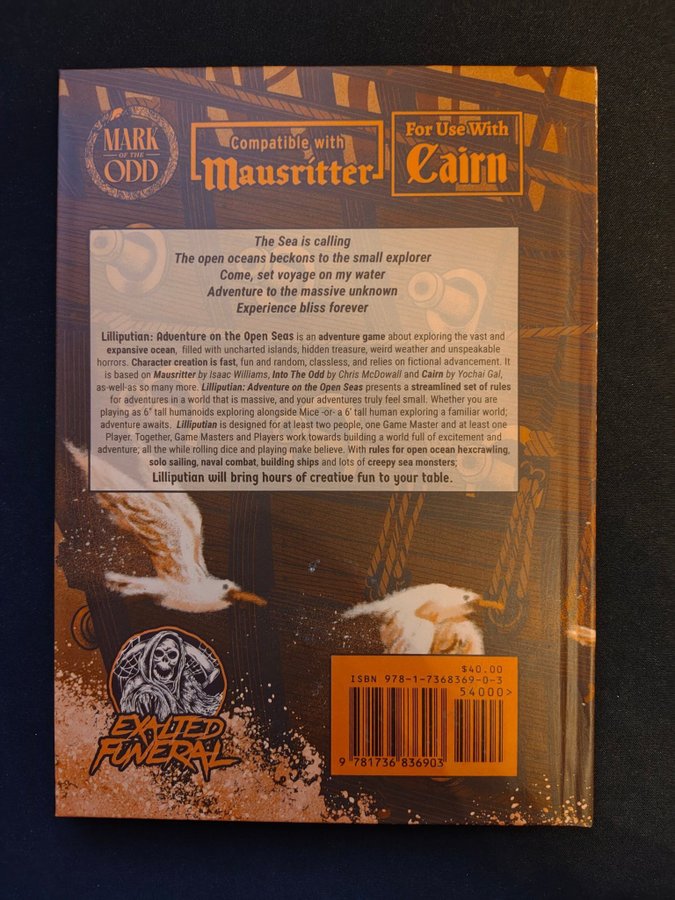 MARK
OF THE
ODD
Compatible with
Mausritter
For Use With
Cairn
The Sea is calling
The open oceans beckons to the small explorer
Come, set voyage on my water
Adventure to the massive unknown
Experience bliss forever
Lilliputian: Adventure on the Open Seas is an adventure game about exploring the vast and
expansive ocean, filled with uncharted islands, hidden treasure, weird weather and unspeakable
horrors. Character creation is fast, fun and random, classless, and relies on fictional advancement. It
is based on Mausritter by Isaac Williams, Into The Odd by Chris McDowall and Cairn by Yochai Gal,
as-well-as so many more. Lilliputian: Adventure on the Open Seas presents a streamlined set of rules
for adventures in a world that is massive, and your adventures truly feel small. Whether you are
playing as 6" tall humanoids exploring alongside Mice -or- a 6' tall human exploring a familiar world;
adventure awaits. Lilliputian is designed for at least two people, one Game Master and at least one
Player. Together, Game Masters and Players work towards building a world full of excitement and
adventure; all the while rolling dice and playing make believe. With rules for open ocean hexcrawling,
solo sailing, naval combat, building ships and lots of creepy sea monsters;
Lilliputian will bring hours of creative fun to your table.
EXALTED
FUNERAL
$40.00
ISBN 978-1-7368369-0-3
54000>
9 781736 836903